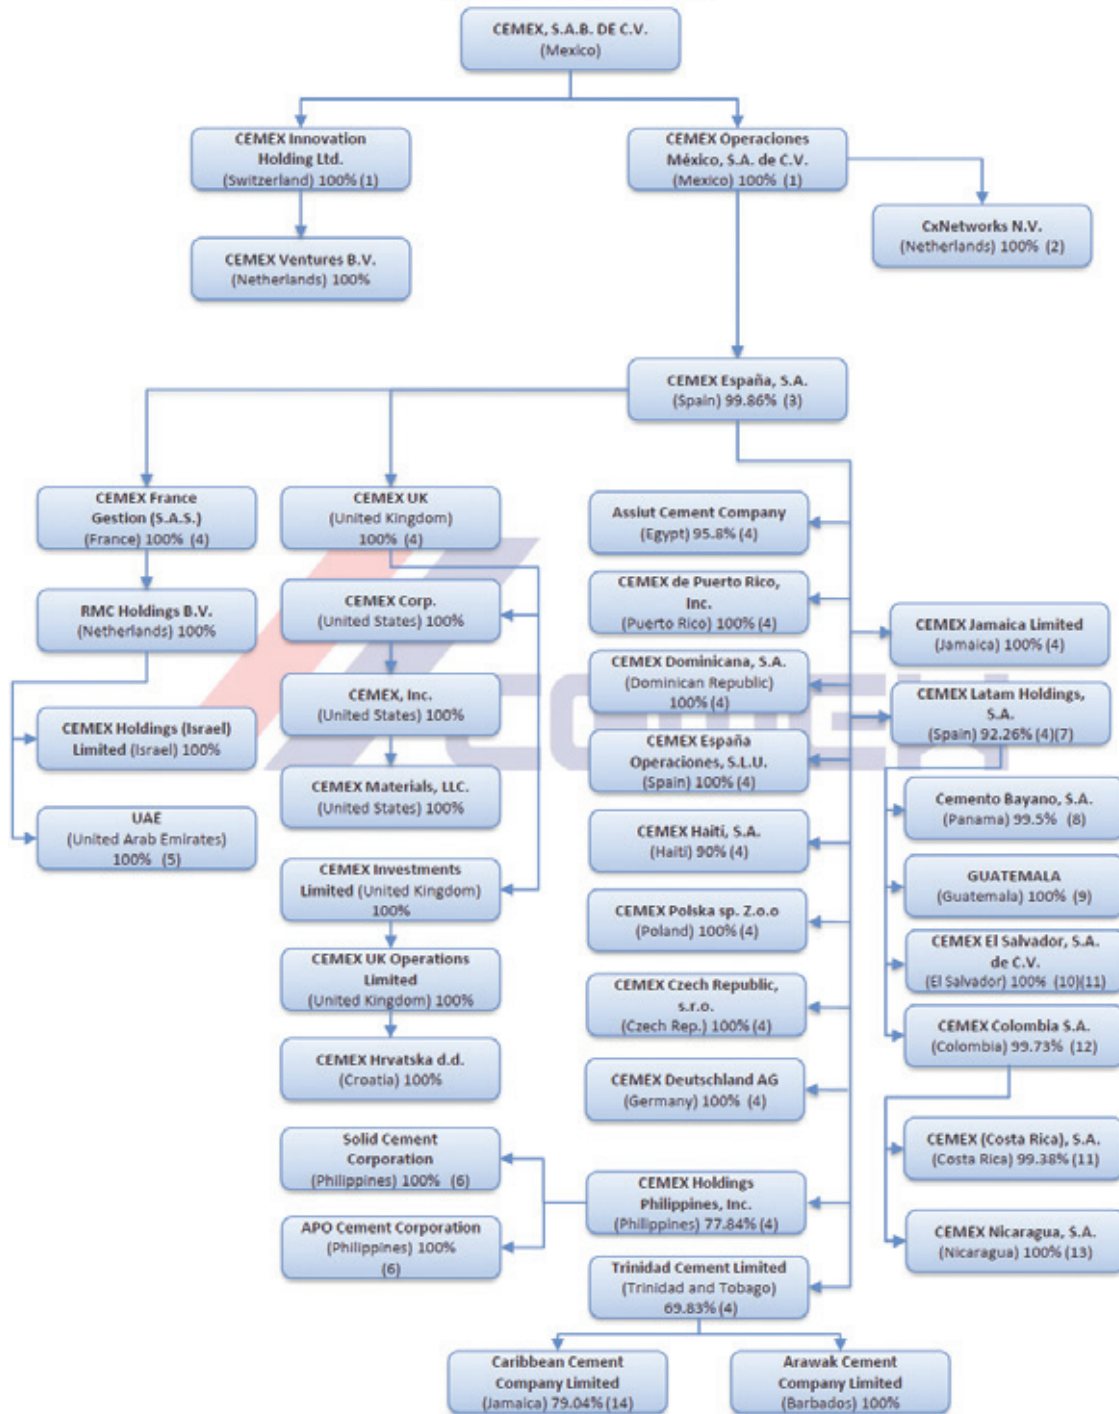 CEMEX, S.A.B. DE C.V.
(Mexico)
CEMEX Innovation
Holding Ltd.
(Switzerland) 100% (1)
CEMEX Operaciones
México, S.A. de C.V.
(Mexico) 100% (1)
CxNetworks N.V.
(Netherlands) 100% (2)
CEMEX Ventures B.V.
(Netherlands) 100%
CEMEX España, S.A.
(Spain) 99.86% (3)
CEMEX France
Gestion (S.A.S.)
(France) 100% (4)
RMC Holdings B.V.
(Netherlands) 100%
CEMEX Holdings (Israel)
Limited (Israel) 100%
UAE
(United Arab Emirates)
100% (5)
CEMEX UK
(United Kingdom)
100% (4)
CEMEX Corp.
(United States) 100%
CEMEX, Inc.
(United States) 100%
CEMEX Materials, LLC.
(United States) 100%
CEMEX Investments
Limited (United Kingdom)
100%
CEMEX UK Operations
Limited
(United Kingdom) 100%
CEMEX Hrvatska d.d.
(Croatia) 100%
Solid Cement
Corporation
(Philippines) 100% (6)
APO Cement Corporation
(Philippines) 100%
(6)
Assiut Cement Company
(Egypt) 95.8% (4)
CEMEX de Puerto Rico,
Inc.
(Puerto Rico) 100% (4)
CEMEX Dominicana, S.A.
(Dominican Republic)
100% (4)
CEMEX España
Operaciones, S.L.U.
(Spain) 100% (4)
CEMEX Haití, S.A.
(Haiti) 90% (4)
CEMEX Polska sp. Z.o.o
(Poland) 100% (4)
CEMEX Czech Republic,
s.r.o.
(Czech Rep.) 100% (4)
CEMEX Deutschland AG
(Germany) 100% (4)
CEMEX Holdings
Philippines, Inc.
(Philippines) 77.84% (4)
Trinidad Cement Limited
(Trinidad and Tobago)
69.83% (4)
Caribbean Cement
Company Limited
(Jamaica) 79.04% (14)
Arawak Cement
Company Limited
(Barbados) 100%
CEMEX Jamaica Limited
(Jamaica) 100% (4)
CEMEX Latam Holdings,
S.A.
(Spain) 92.26% (4)(7)
Cemento Bayano, S.A.
(Panama) 99.5% (8)
GUATEMALA
(Guatemala) 100% (9)
CEMEX El Salvador, S.A.
de C.V.
(El Salvador) 100% (10)(11)
CEMEX Colombia S.A.
(Colombia) 99.73% (12)
CEMEX (Costa Rica), S.A.
(Costa Rica) 99.38% (11)
CEMEX Nicaragua, S.A.
(Nicaragua) 100% (13)
CEMEX